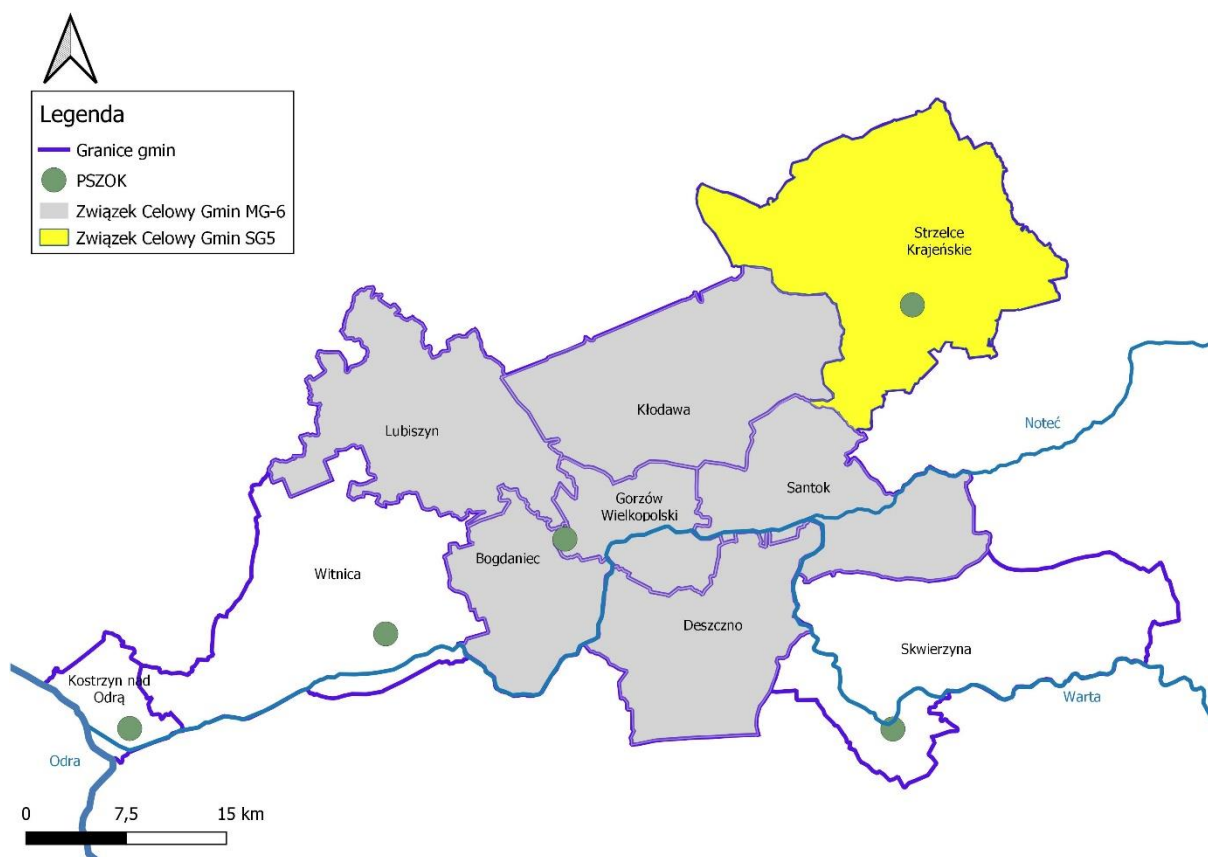 Legenda
Granice gmin
PSZOK
Związek Celowy Gmin MG-6
Związek Celowy Gmin SG5
Strzelce
Krajeńskie
Kłodawa
Lubiszyn
Noteć
Santok
Gorzów
Wielkopolski
Bogdaniec
Witnica
Deszczno
Skwierzyna
Kostrzyn nad
Odrą
Warta
Odra
0 7,5 15 km